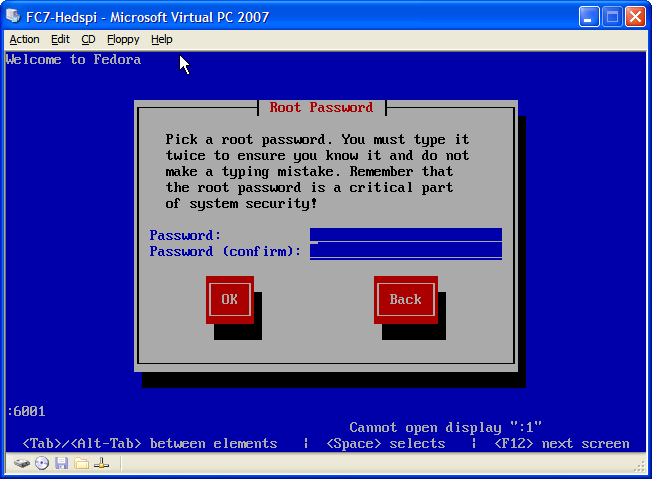 FC7-Hedspi - Microsoft Virtual PC 2007
Action Edit CD Floppy Help
Welcome to Fedora
Root Password
Pick a root password. You must type it
twice to ensure you know it and do not
make a typing mistake. Remember that
the root password is a critical part
of system security!
Password:
Password (confirm):
OK Back
:6001
Cannot open display ":1"
<Tab>/<Alt-Tab> between elements | <Space> selects | <F12> next screen